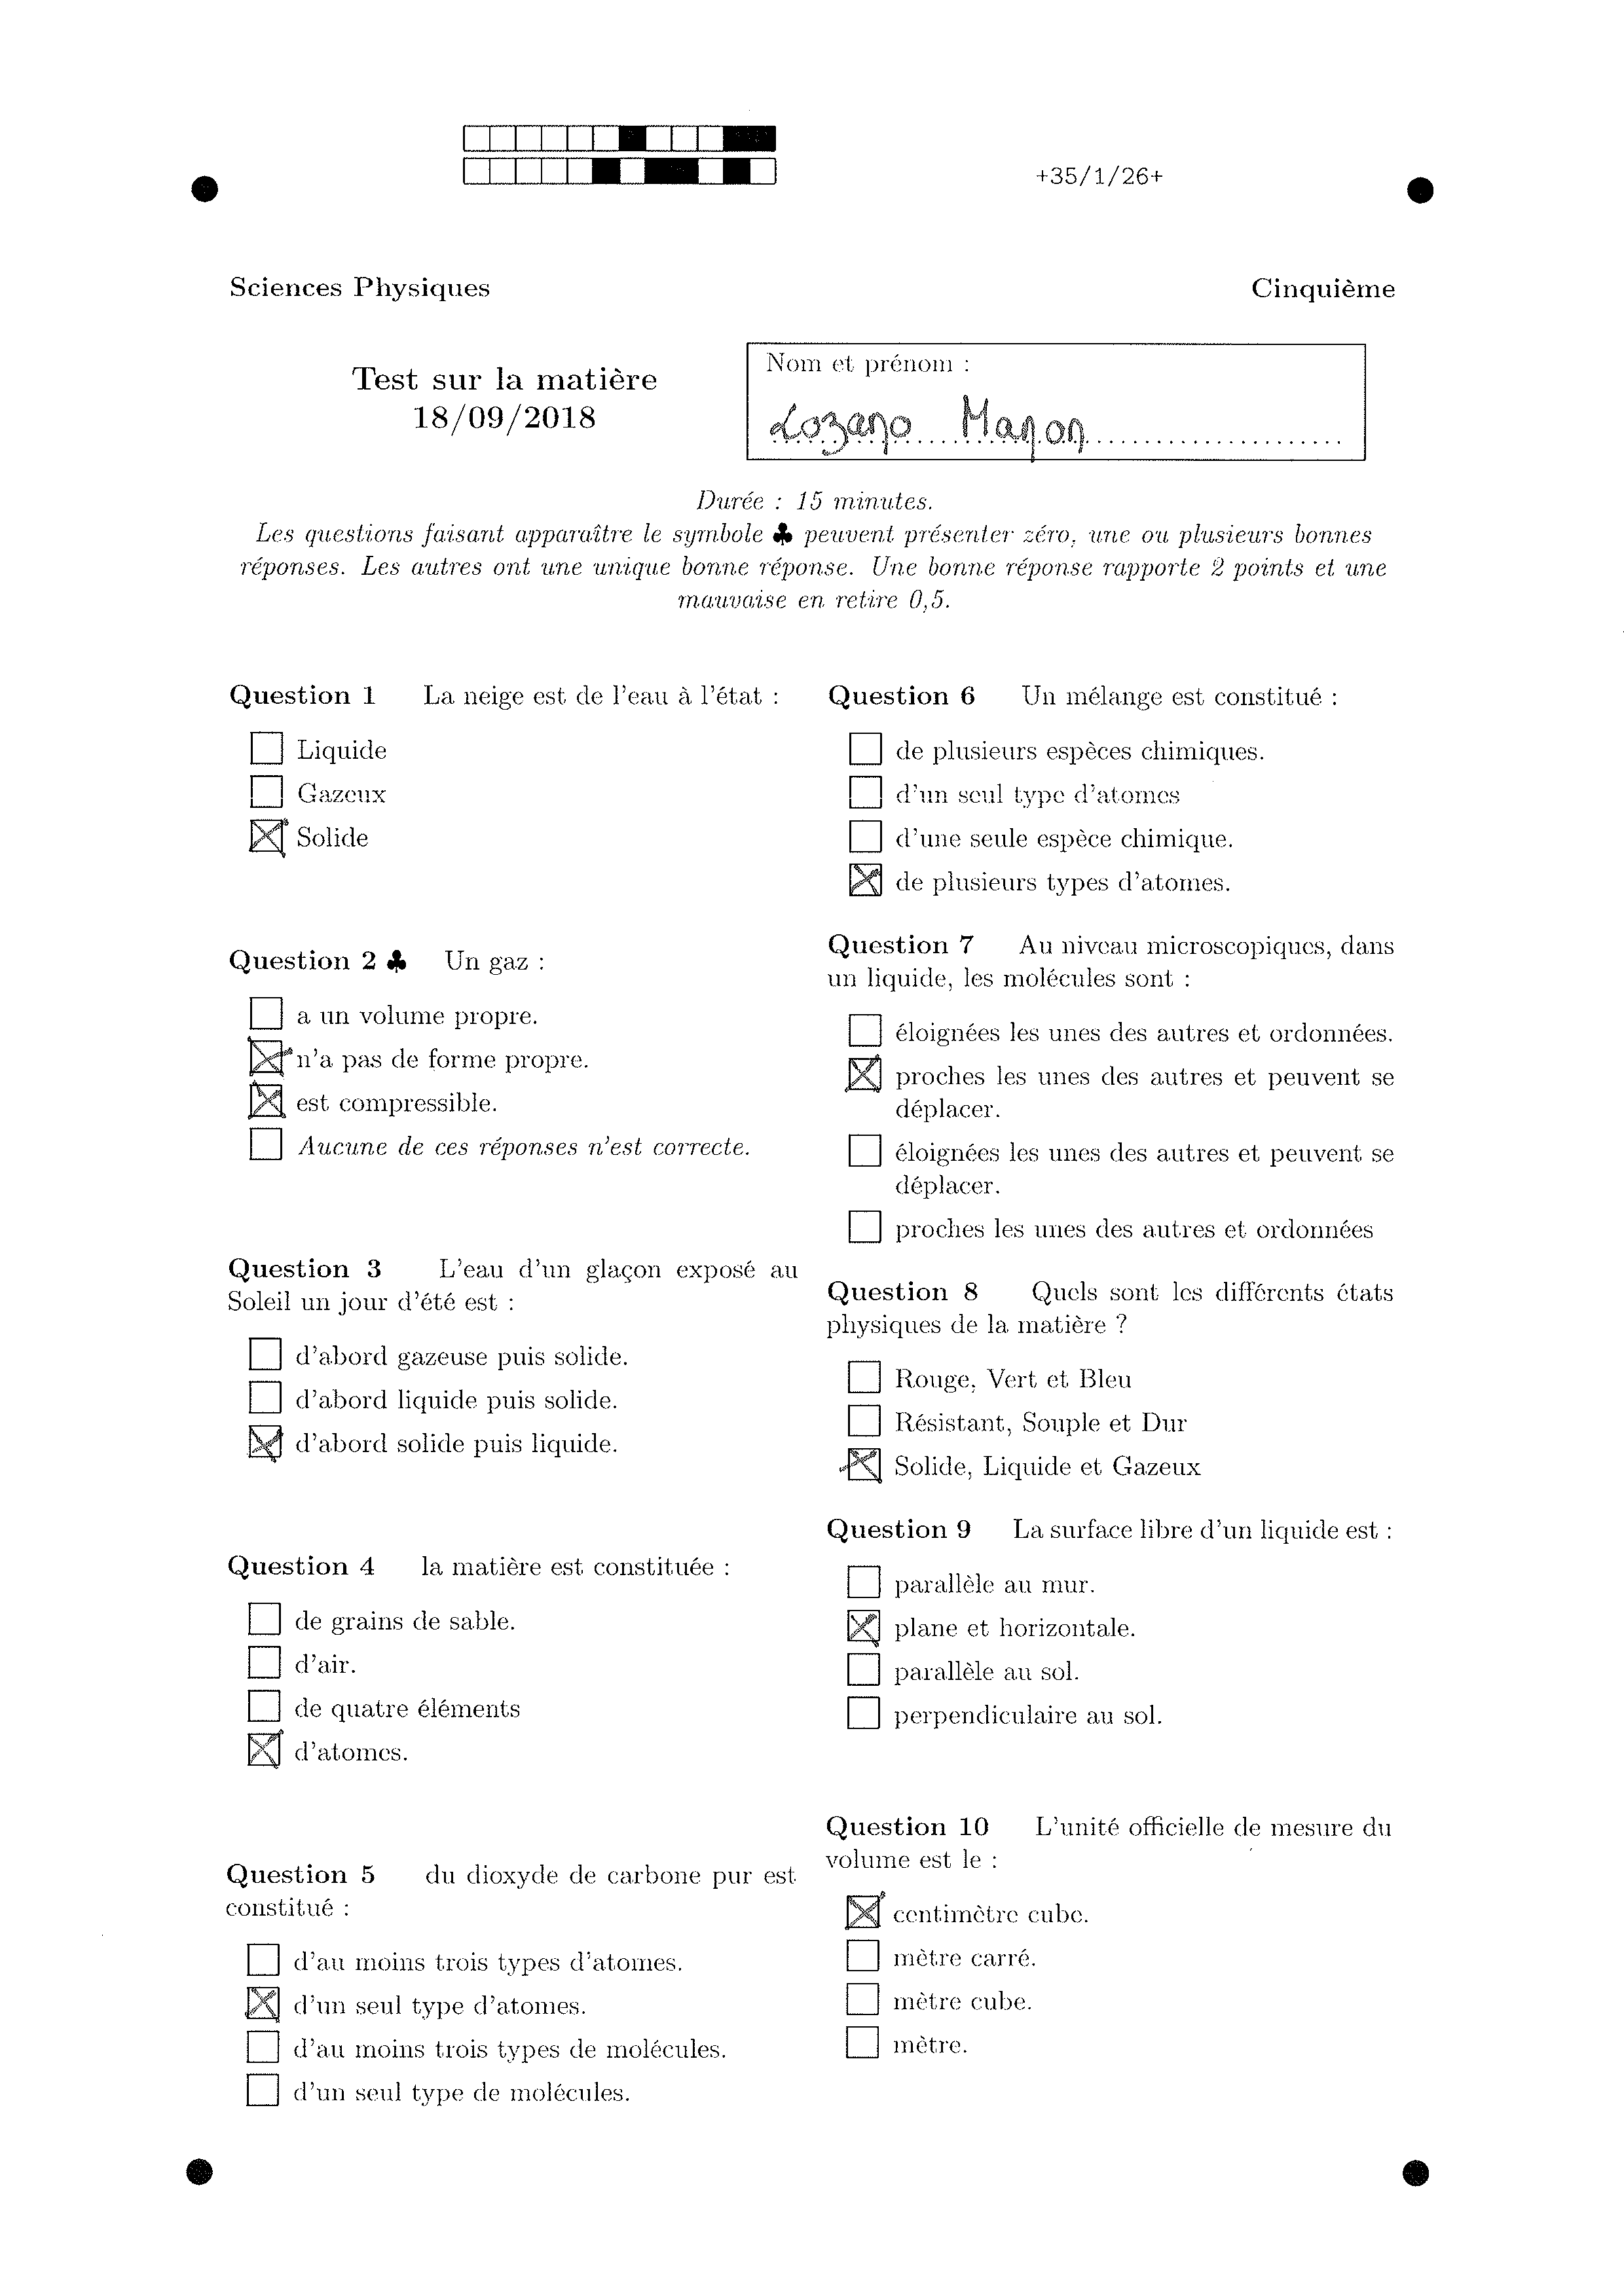 +35/1/26+
Sciences Physiques
Cinquième
Test sur la matière
18/09/2018
Nom et prénom :
Lozano Manon
Durée : 15 minutes.
Les questions faisant apparaître le symbole ♣ peuvent présenter zéro, une ou plusieurs bonnes
réponses. Les autres ont une unique bonne réponse. Une bonne réponse rapporte 2 points et une
mauvaise en retire 0,5.
Question 1 La neige est de l'eau à l'état :
Liquide
Gazeux
Solide
Question 2 ♣ Un gaz :
a un volume propre.
n'a pas de forme propre.
est compressible.
Aucune de ces réponses n'est correcte.
Question 3 L'eau d'un glaçon exposé au
Soleil un jour d'été est :
d'abord gazeuse puis solide.
d'abord liquide puis solide.
d'abord solide puis liquide.
Question 4 la matière est constituée :
de grains de sable.
d'air.
de quatre éléments
d'atomes.
Question 5 du dioxyde de carbone pur est
constitué :
d'au moins trois types d'atomes.
d'un seul type d'atomes.
d'au moins trois types de molécules.
d'un seul type de molécules.
Question 6 Un mélange est constitué :
de plusieurs espèces chimiques.
d'un seul type d'atomes
d'une seule espèce chimique.
de plusieurs types d'atomes.
Question 7 Au niveau microscopiques, dans
un liquide, les molécules sont :
éloignées les unes des autres et ordonnées.
proches les unes des autres et peuvent se
déplacer.
éloignées les unes des autres et peuvent se
déplacer.
proches les unes des autres et ordonnées
Question 8 Quels sont les différents états
physiques de la matière ?
Rouge, Vert et Bleu
Résistant, Souple et Dur
Solide, Liquide et Gazeux
Question 9 La surface libre d'un liquide est :
parallèle au mur.
plane et horizontale.
parallèle au sol.
perpendiculaire au sol.
Question 10 L'unité officielle de mesure du
volume est le :
centimètre cube.
mètre carré.
mètre cube.
mètre.